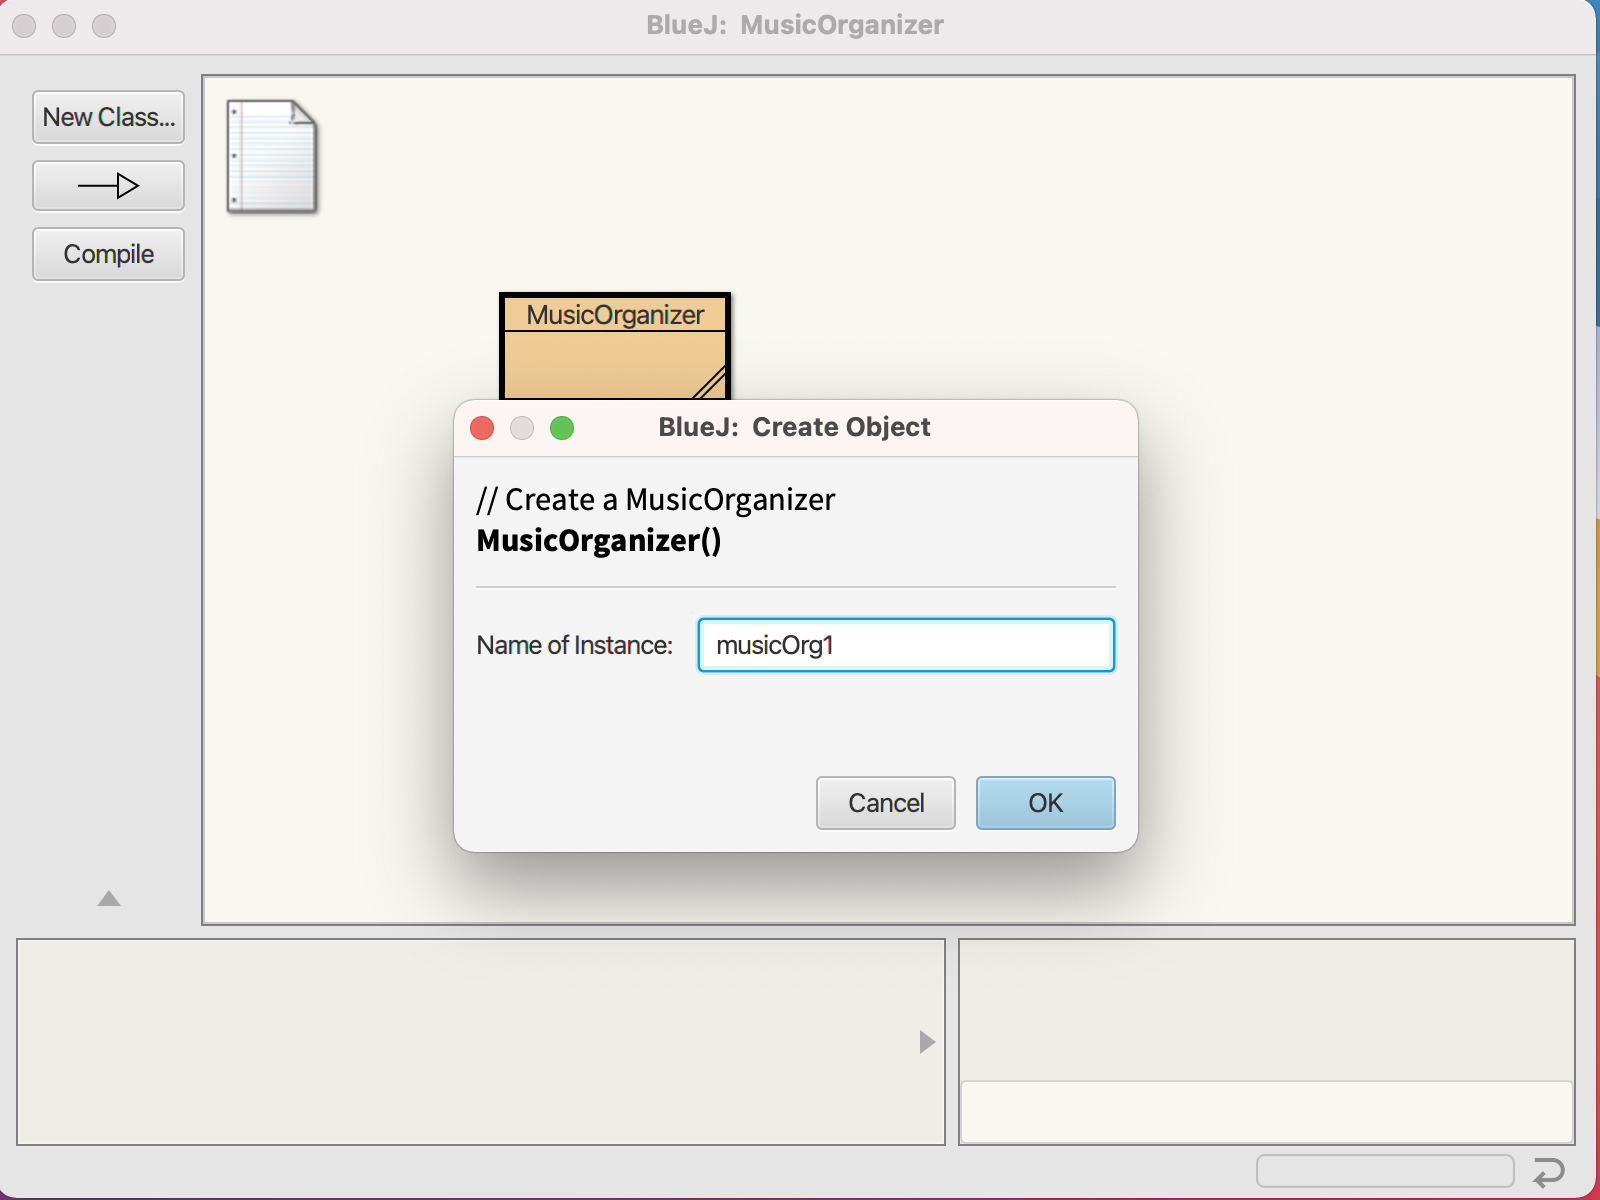 BlueJ:  MusicOrganizer
New Class...
Compile
MusicOrganizer
BlueJ:  Create Object
// Create a MusicOrganizer
MusicOrganizer()
Name of Instance: musicOrg1
Cancel OK